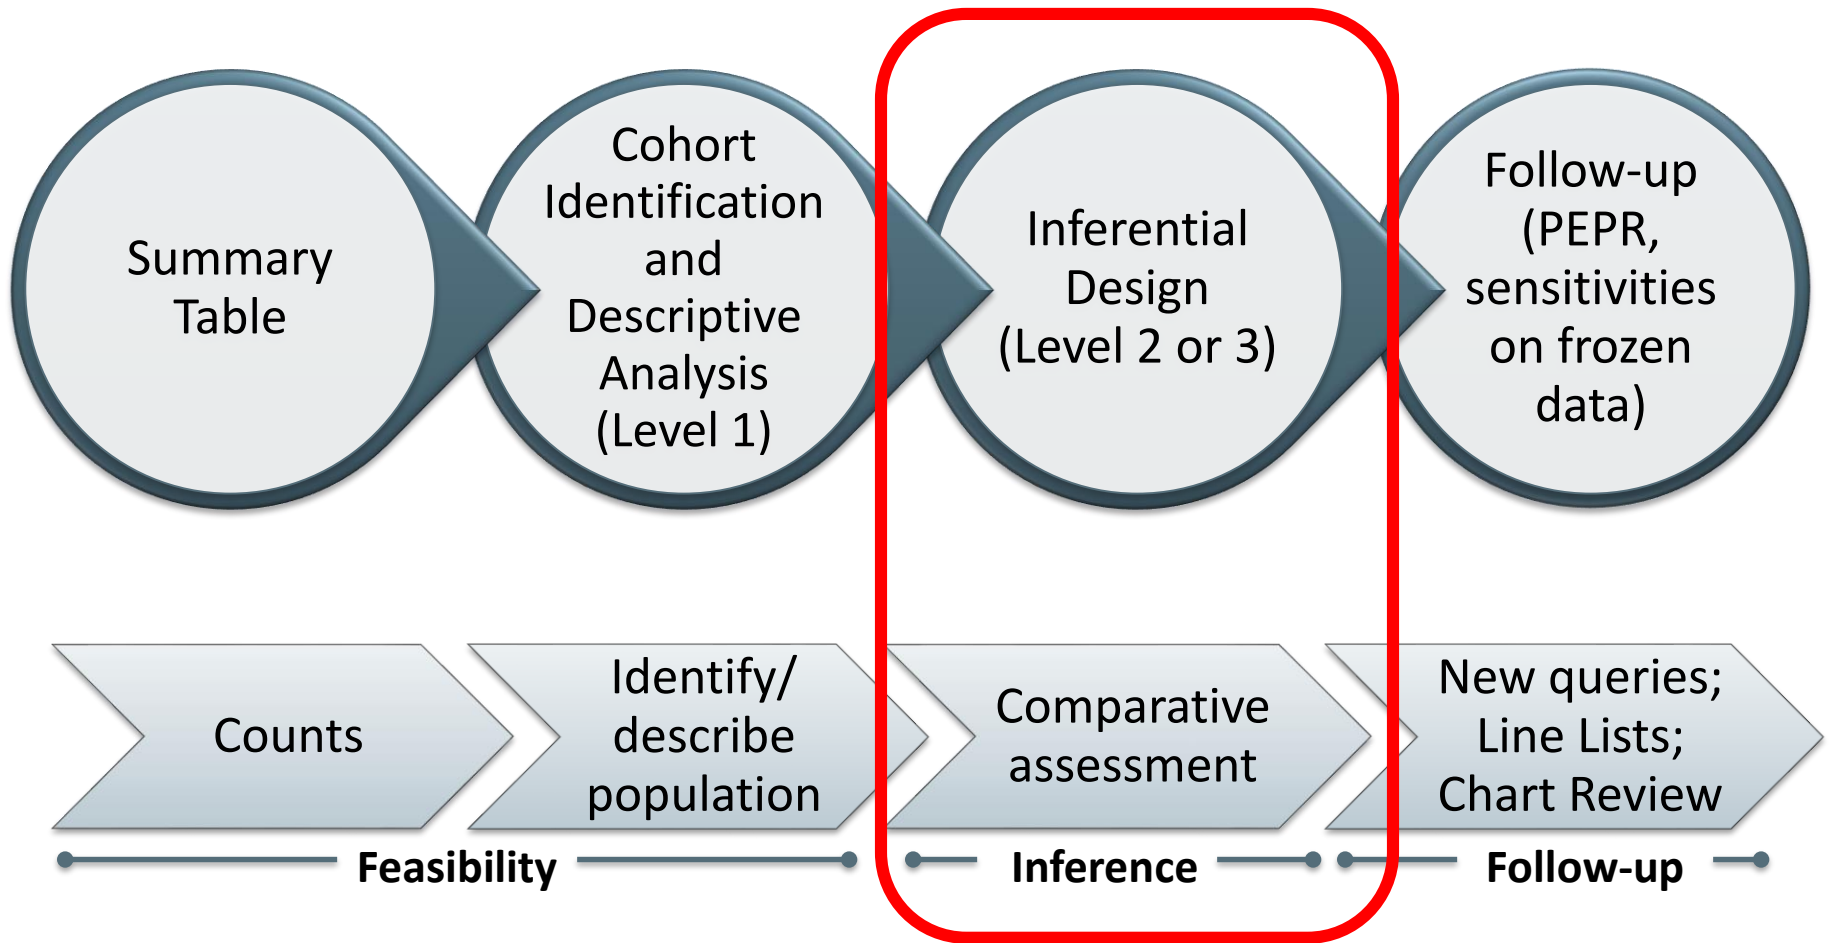 Summary
Table
Cohort
Identification
and
Descriptive
Analysis
(Level 1)
Inferential
Design
(Level 2 or 3)
Follow-up
(PEPR,
sensitivities
on frozen
data)
Counts
Identify/
describe
population
Comparative
assessment
New queries;
Line Lists;
Chart Review
Feasibility
Inference
Follow-up